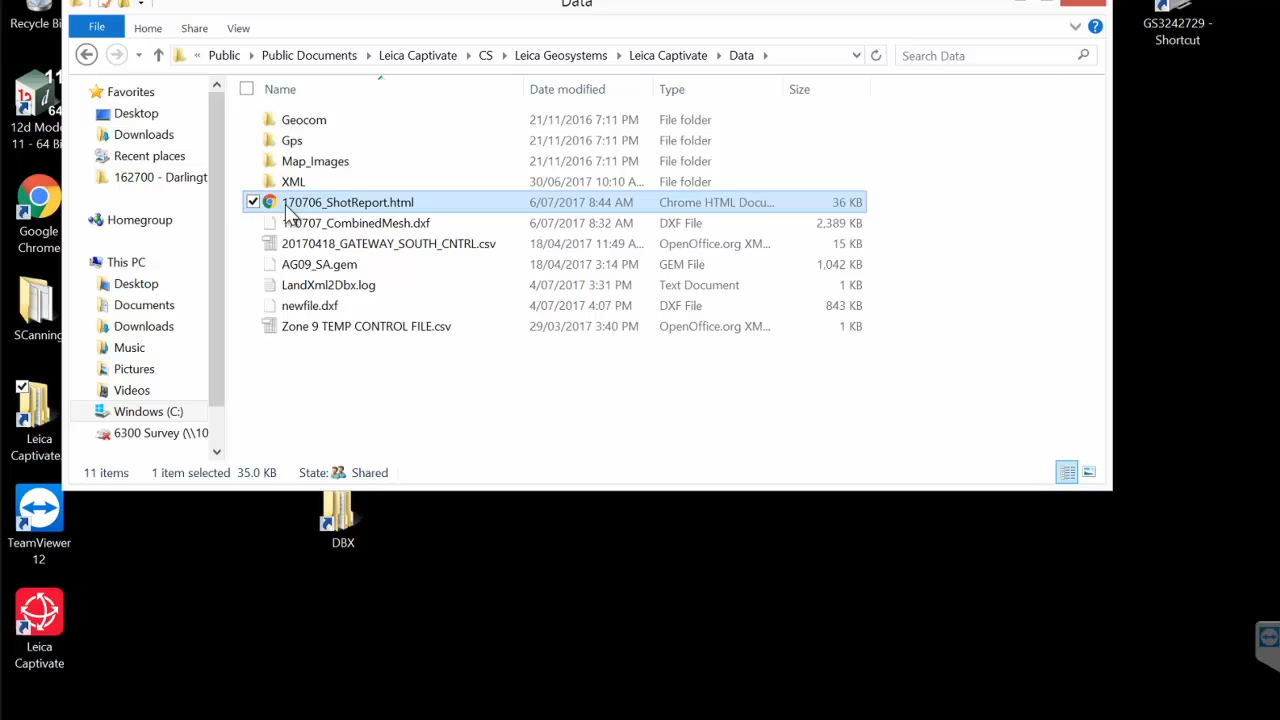 Data
Recycle Bi
GS3242729 -
Shortcut
File
Home
Share
View
« Public Public Documents Leica Captivate CS Leica Geosystems Leica Captivate Data
Search Data
Favorites
Desktop
Downloads
Recent places
162700 - Darlingt
Homegroup
This PC
Desktop
Documents
Downloads
Music
Pictures
Videos
Windows (C:)
6300 Survey (\\10
Name Date modified Type Size
Geocom 21/11/2016 7:11 PM File folder
Gps 21/11/2016 7:11 PM File folder
Map_Images 21/11/2016 7:11 PM File folder
XML 30/06/2017 10:10 A... File folder
170706_ShotReport.html 6/07/2017 8:44 AM Chrome HTML Docu... 36 KB
170707_CombinedMesh.dxf 6/07/2017 8:32 AM DXF File 2,389 KB
20170418_GATEWAY_SOUTH_CNTRL.csv 18/04/2017 11:49 A... OpenOffice.org XM... 15 KB
AG09_SA.gem 18/04/2017 3:14 PM GEM File 1,042 KB
LandXml2Dbx.log 4/07/2017 3:31 PM Text Document 1 KB
newfile.dxf 4/07/2017 4:07 PM DXF File 843 KB
Zone 9 TEMP CONTROL FILE.csv 29/03/2017 3:40 PM OpenOffice.org XM... 1 KB
11 items 1 item selected 35.0 KB State: Shared
11
64
12d Mode
11 - 64 Bi
Google
Chrome
SCanning
Leica
Captivate.
TeamViewer
12
Leica
Captivate
DBX